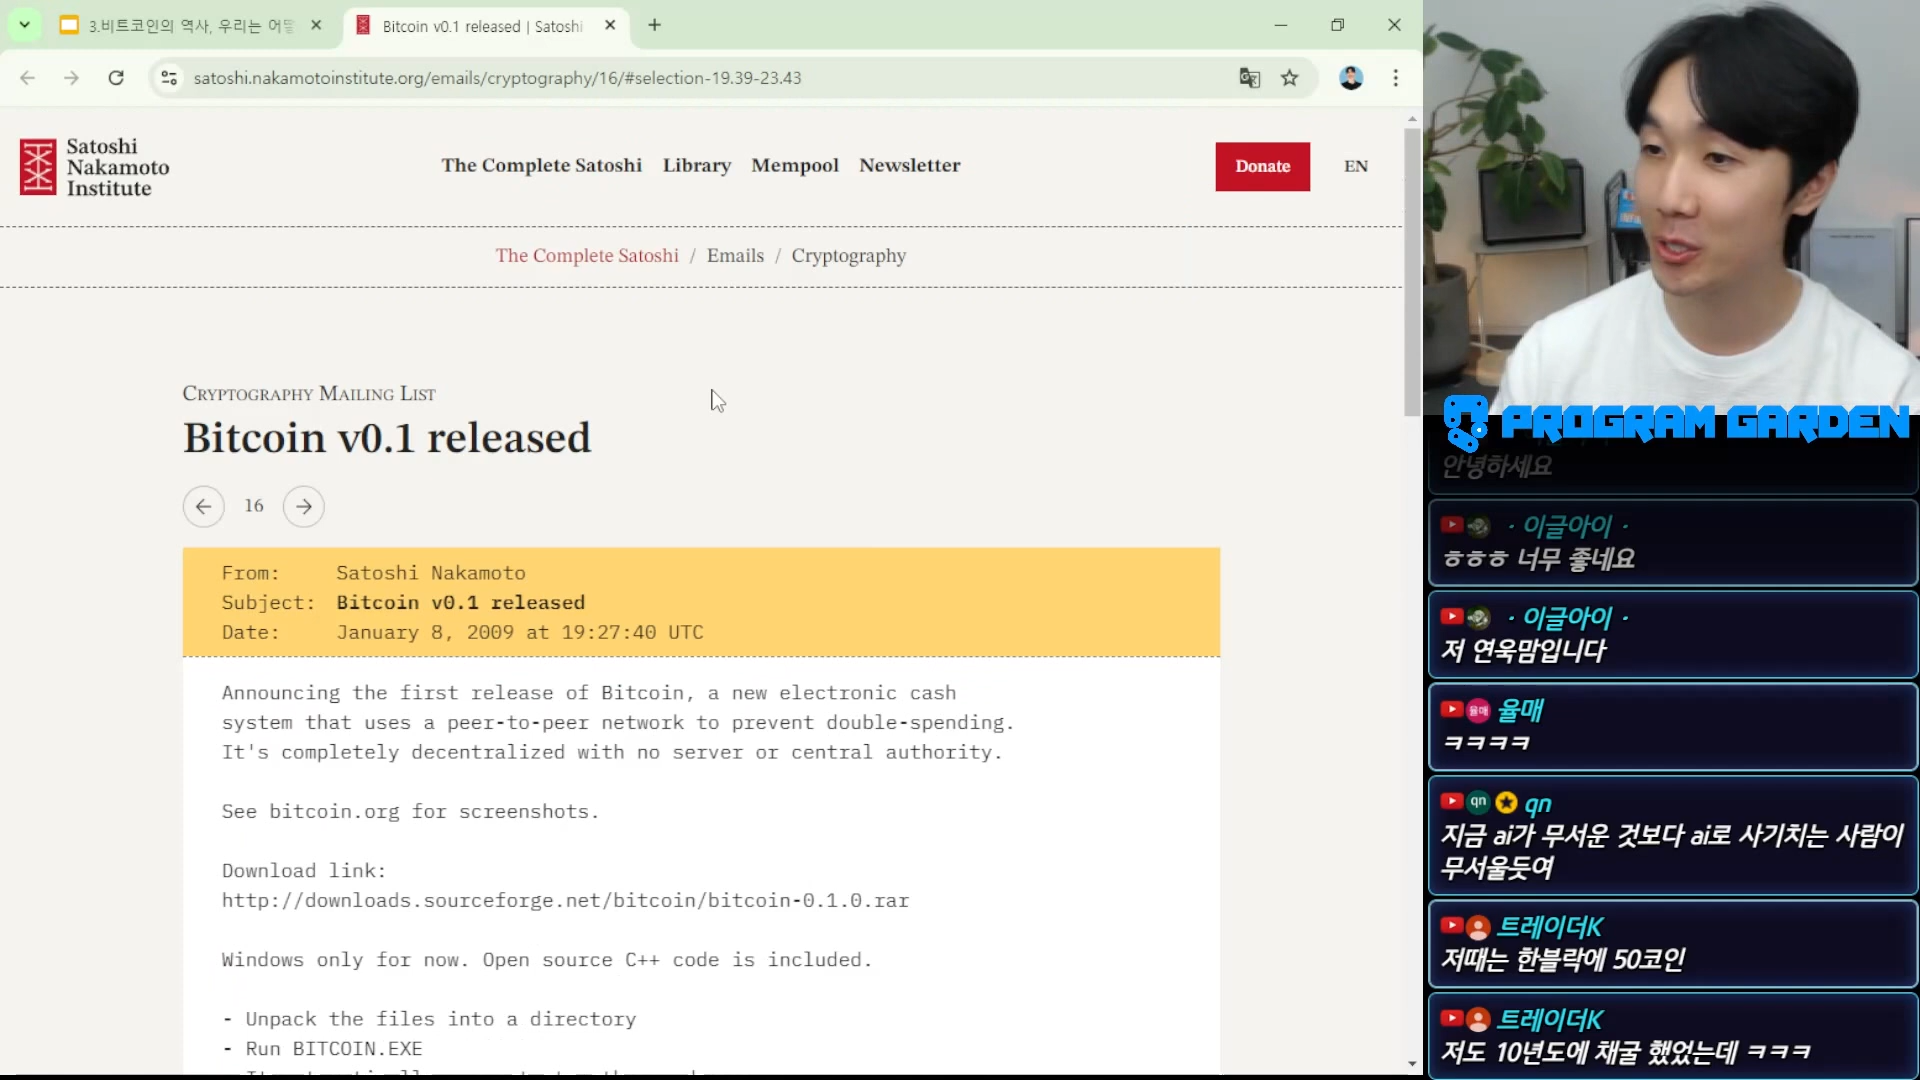 3.비트코인의 역사, 우리는 어떻
Bitcoin v0.1 released | Satoshi
satoshi.nakamotoinstitute.org/emails/cryptography/16/#selection-19.39-23.43
Satoshi
Nakamoto
Institute
The Complete Satoshi
Library
Mempool
Newsletter
Donate
EN
The Complete Satoshi / Emails / Cryptography
Cryptography Mailing List
Bitcoin v0.1 released
16
From: Satoshi Nakamoto
Subject: Bitcoin v0.1 released
Date: January 8, 2009 at 19:27:40 UTC
Announcing the first release of Bitcoin, a new electronic cash
system that uses a peer-to-peer network to prevent double-spending.
It's completely decentralized with no server or central authority.
See bitcoin.org for screenshots.
Download link:
http://downloads.sourceforge.net/bitcoin/bitcoin-0.1.0.rar
Windows only for now. Open source C++ code is included.
- Unpack the files into a directory
- Run BITCOIN.EXE
PROGRAM GARDEN
안녕하세요
· 이글아이 ·
ㅎㅎㅎ 너무 좋네요
· 이글아이 ·
저 연욱맘입니다
율매 율매
ㅋㅋㅋㅋ
qn qn
지금 ai가 무서운 것보다 ai로 사기치는 사람이
무서울듯여
트레이더K
저때는 한블락에 50코인
트레이더K
저도 10년도에 채굴 했었는데 ㅋㅋㅋ